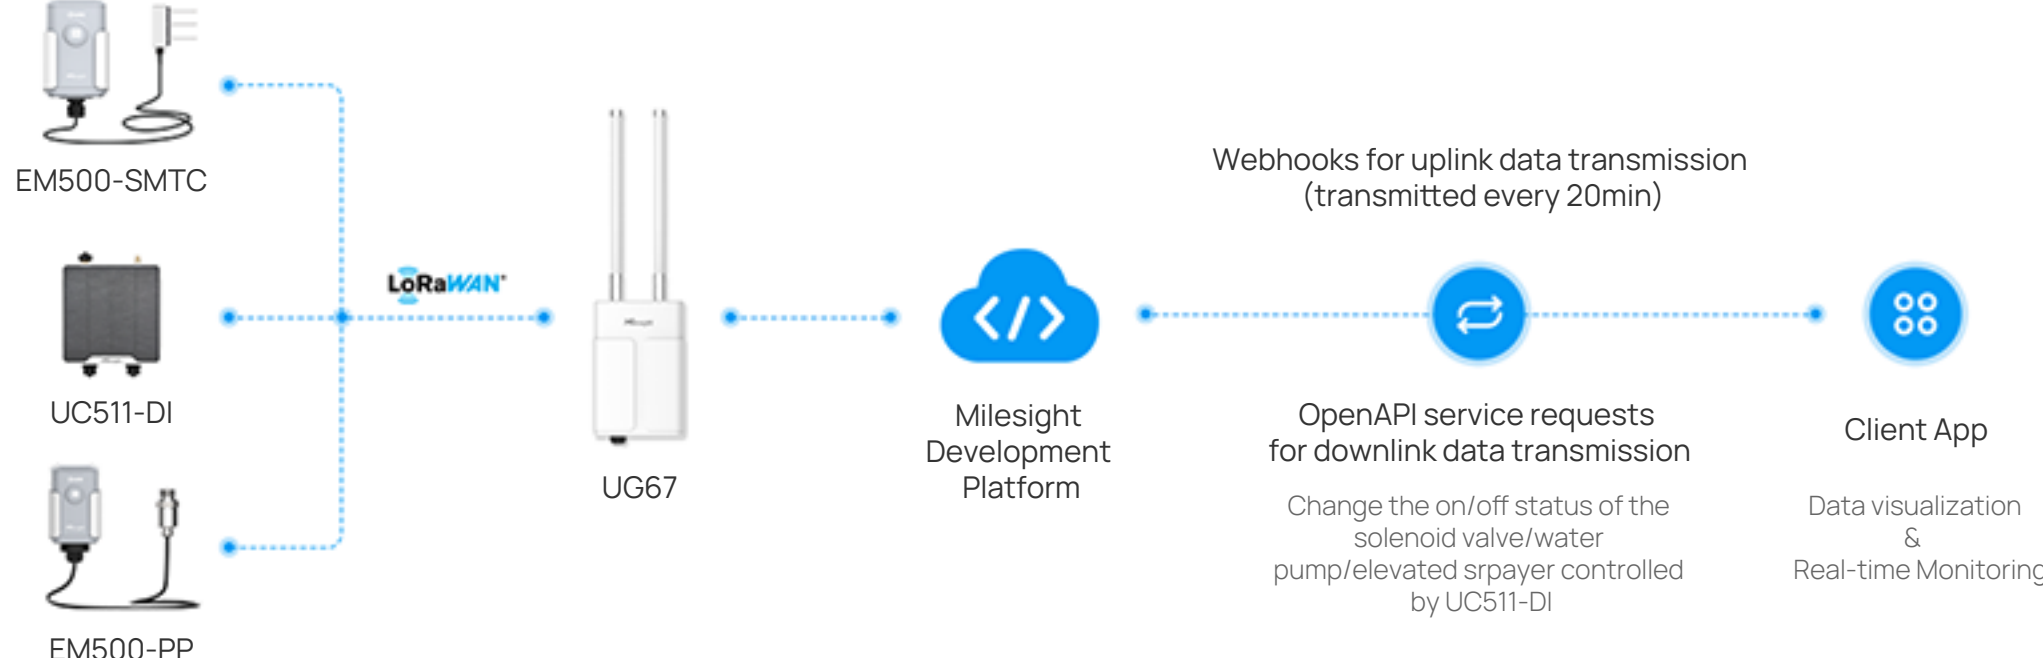 EM500-SMTC
UC511-DI
EM500-PP
LoRaWAN
UG67
Milesight
Development
Platform
Webhooks for uplink data transmission
(transmitted every 20min)
OpenAPI service requests
for downlink data transmission
Change the on/off status of the
solenoid valve/water
pump/elevated srpayer controlled
by UC511-DI
Client App
Data visualization
&
Real-time Monitoring